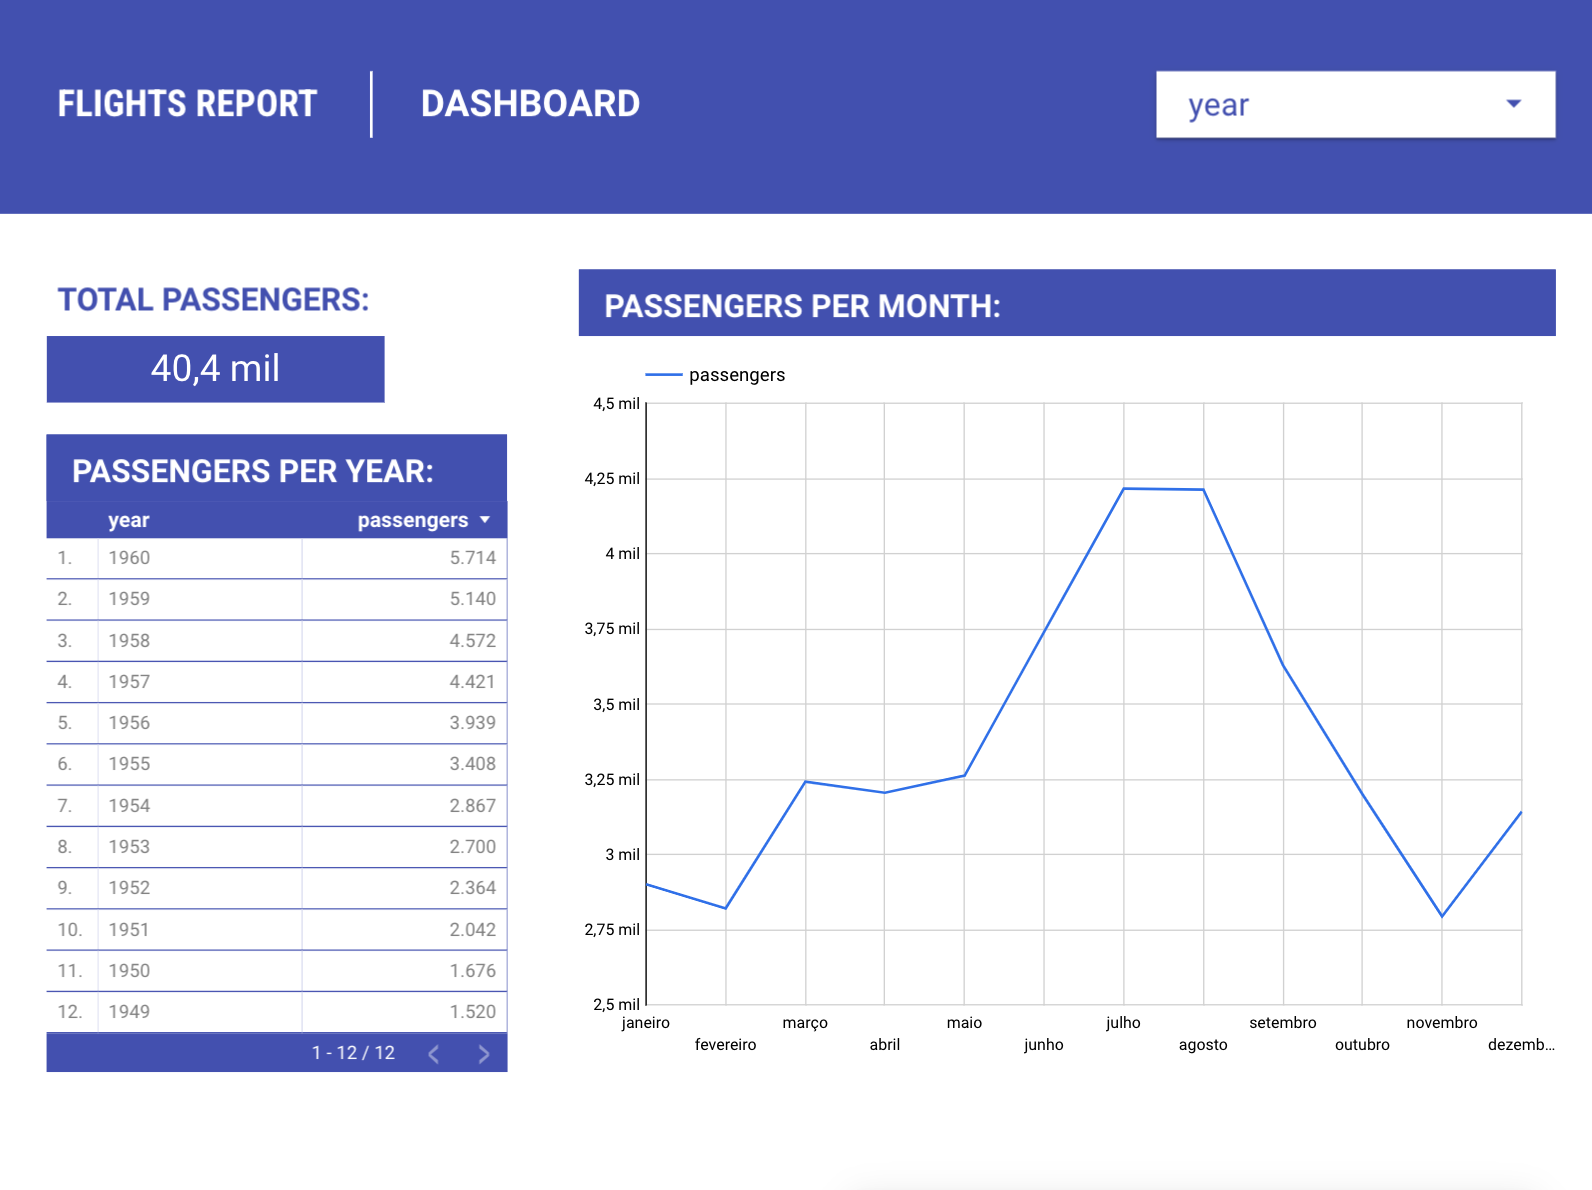 FLIGHTS REPORT
DASHBOARD
year
TOTAL PASSENGERS:
40,4 mil
PASSENGERS PER YEAR:
year passengers
1. 1960 5.714
2. 1959 5.140
3. 1958 4.572
4. 1957 4.421
5. 1956 3.939
6. 1955 3.408
7. 1954 2.867
8. 1953 2.700
9. 1952 2.364
10. 1951 2.042
11. 1950 1.676
12. 1949 1.520
1 - 12 / 12
PASSENGERS PER MONTH:
passengers
4,5 mil
4,25 mil
4 mil
3,75 mil
3,5 mil
3,25 mil
3 mil
2,75 mil
2,5 mil
janeiro
fevereiro
março
abril
maio
junho
julho
agosto
setembro
outubro
novembro
dezemb...